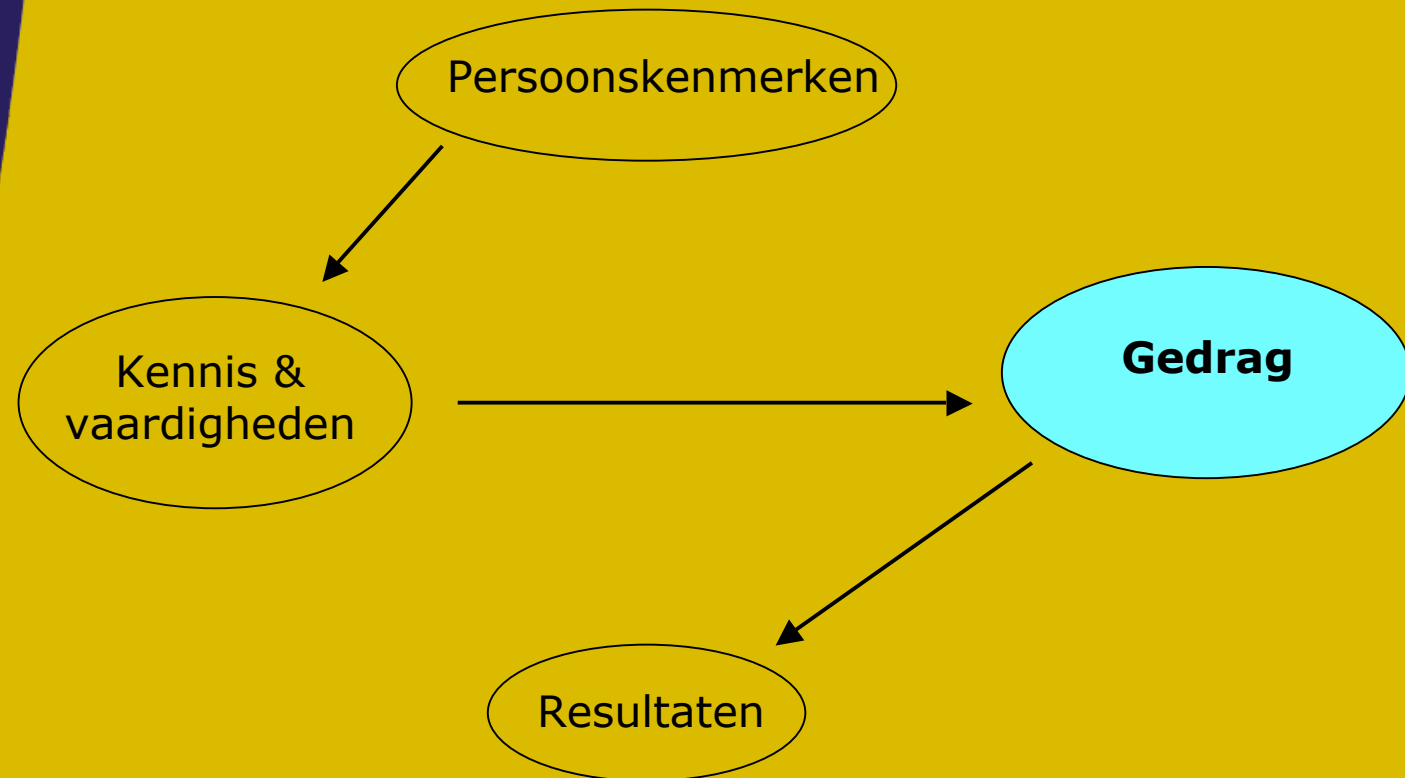 Persoonskenmerken
Kennis &
vaardigheden
Gedrag
Resultaten